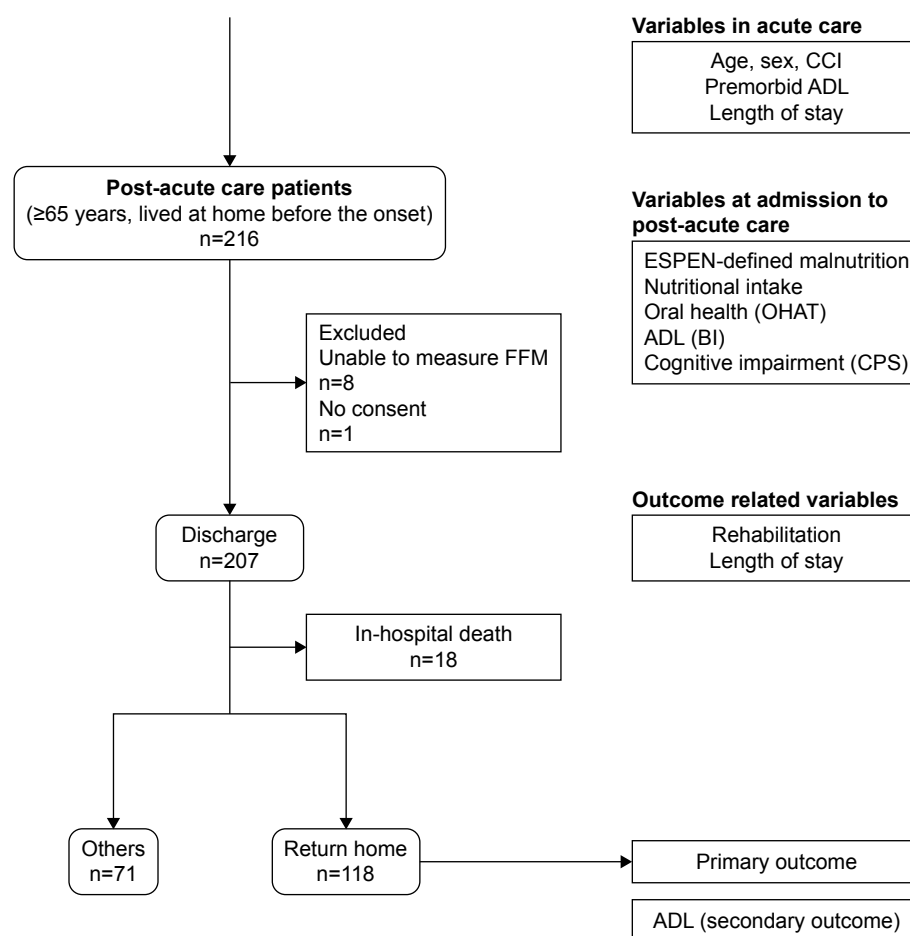 Variables in acute care
Age, sex, CCI
Premorbid ADL
Length of stay
Post-acute care patients
(≥65 years, lived at home before the onset)
n=216
Variables at admission to
post-acute care
ESPEN-defined malnutrition
Nutritional intake
Oral health (OHAT)
ADL (BI)
Cognitive impairment (CPS)
Excluded
Unable to measure FFM
n=8
No consent
n=1
Discharge
n=207
Outcome related variables
Rehabilitation
Length of stay
In-hospital death
n=18
Others
n=71
Return home
n=118
Primary outcome
ADL (secondary outcome)